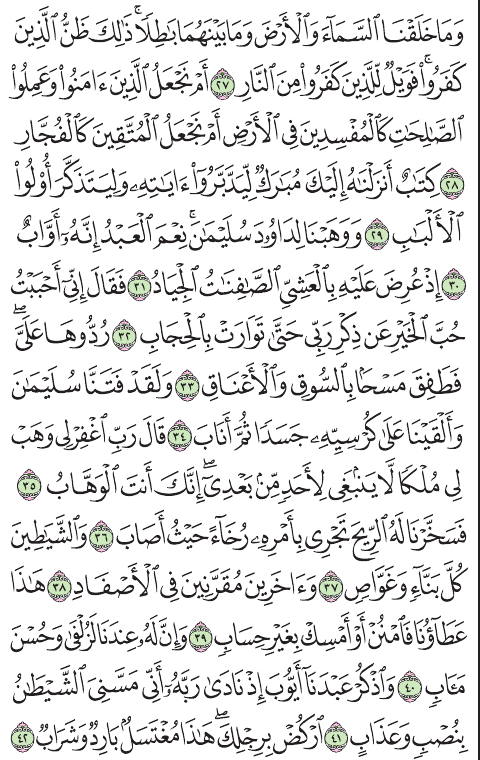 وَمَا خَلَقْنَا ٱلسَّمَآءَ وَٱلْأَرْضَ وَمَا بَيْنَهُمَا بَٰطِلًا ۚ ذَٰلِكَ ظَنُّ ٱلَّذِينَ
كَفَرُوا۟ ۚ فَوَيْلٌ لِّلَّذِينَ كَفَرُوا۟ مِنَ ٱلنَّارِ ٢٧ أَمْ نَجْعَلُ ٱلَّذِينَ ءَامَنُوا۟ وَعَمِلُوا۟
ٱلصَّٰلِحَٰتِ كَٱلْمُفْسِدِينَ فِى ٱلْأَرْضِ أَمْ نَجْعَلُ ٱلْمُتَّقِينَ كَٱلْفُجَّارِ
٢٨ كِتَٰبٌ أَنزَلْنَٰهُ إِلَيْكَ مُبَٰرَكٌ لِّيَدَّبَّرُوٓا۟ ءَايَٰتِهِۦ وَلِيَتَذَكَّرَ أُو۟لُوا۟
ٱلْأَلْبَٰبِ ٢٩ وَوَهَبْنَا لِدَاوُۥدَ سُلَيْمَٰنَ ۚ نِعْمَ ٱلْعَبْدُ ۖ إِنَّهُۥٓ أَوَّابٌ
٣٠ إِذْ عُرِضَ عَلَيْهِ بِٱلْعَشِىِّ ٱلصَّٰفِنَٰتُ ٱلْجِيَادُ ٣١ فَقَالَ إِنِّىٓ أَحْبَبْتُ
حُبَّ ٱلْخَيْرِ عَن ذِكْرِ رَبِّى حَتَّىٰ تَوَارَتْ بِٱلْحِجَابِ ٣٢ رُدُّوهَا عَلَىَّ ۖ
فَطَفِقَ مَسْحًۢا بِٱلسُّوقِ وَٱلْأَعْنَاقِ ٣٣ وَلَقَدْ فَتَنَّا سُلَيْمَٰنَ
وَأَلْقَيْنَا عَلَىٰ كُرْسِيِّهِۦ جَسَدًا ثُمَّ أَنَابَ ٣٤ قَالَ رَبِّ ٱغْفِرْ لِى وَهَبْ
لِى مُلْكًا لَّا يَنۢبَغِى لِأَحَدٍ مِّنۢ بَعْدِىٓ ۖ إِنَّكَ أَنتَ ٱلْوَهَّابُ ٣٥
فَسَخَّرْنَا لَهُ ٱلرِّيحَ تَجْرِى بِأَمْرِهِۦ رُخَآءً حَيْثُ أَصَابَ ٣٦ وَٱلشَّيَٰطِينَ
كُلَّ بَنَّآءٍ وَغَوَّاصٍ ٣٧ وَءَاخَرِينَ مُقَرَّنِينَ فِى ٱلْأَصْفَادِ ٣٨ هَٰذَا
عَطَآؤُنَا فَٱمْنُنْ أَوْ أَمْسِكْ بِغَيْرِ حِسَابٍ ٣٩ وَإِنَّ لَهُۥ عِندَنَا لَزُلْفَىٰ وَحُسْنَ
مَـَٔابٍ ٤٠ وَٱذْكُرْ عَبْدَنَآ أَيُّوبَ إِذْ نَادَىٰ رَبَّهُۥٓ أَنِّى مَسَّنِىَ ٱلشَّيْطَٰنُ
بِنُصْبٍ وَعَذَابٍ ٤١ ٱرْكُضْ بِرِجْلِكَ ۖ هَٰذَا مُغْتَسَلٌۢ بَارِدٌ وَشَرَابٌ ٤٢